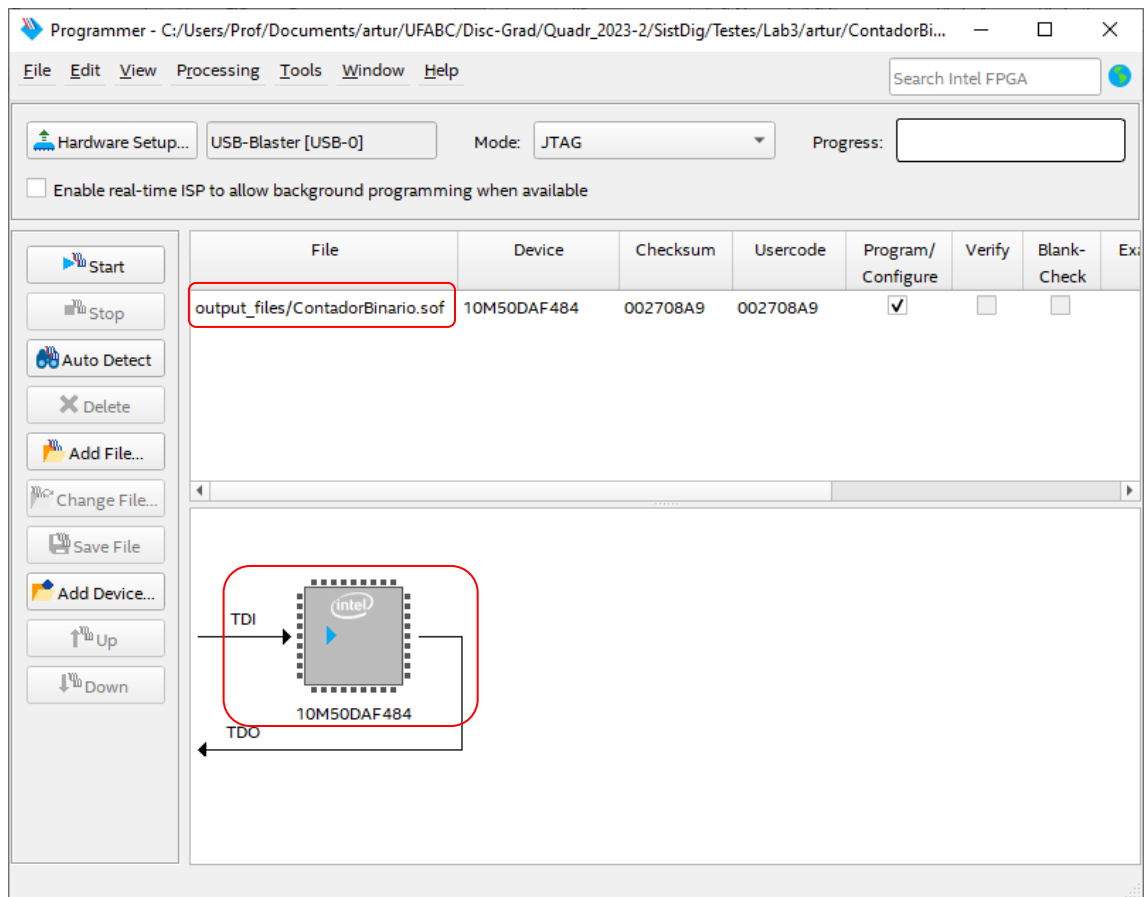 Programmer - C:/Users/Prof/Documents/artur/UFABC/Disc-Grad/Quadr_2023-2/SistDig/Testes/Lab3/artur/ContadorBi...
File Edit View Processing Tools Window Help
Search Intel FPGA
Hardware Setup... USB-Blaster [USB-0] Mode: JTAG Progress:
Enable real-time ISP to allow background programming when available
Start
Stop
Auto Detect
Delete
Add File...
Change File...
Save File
Add Device...
Up
Down
File Device Checksum Usercode Program/ Verify Blank- Exa
Configure Check
output_files/ContadorBinario.sof 10M50DAF484 002708A9 002708A9
intel
TDI
10M50DAF484
TDO